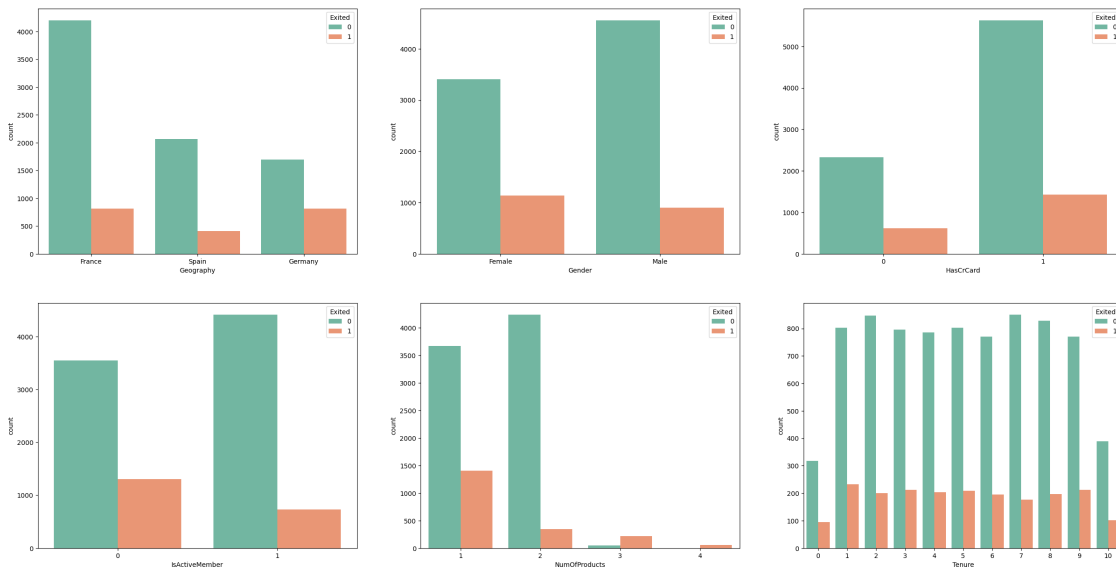 Exited
0
1
4000
3500
3000
2500
2000
1500
1000
500
0
count
France Spain Germany
Geography
Exited
0
1
4000
3000
2000
1000
0
count
Female Male
Gender
Exited
0
1
5000
4000
3000
2000
1000
0
count
0 1
HasCrCard
Exited
0
1
4000
3000
2000
1000
0
count
0 1
IsActiveMember
Exited
0
1
4000
3500
3000
2500
2000
1500
1000
500
0
count
1 2 3 4
NumOfProducts
Exited
0
1
800
700
600
500
400
300
200
100
0
count
0 1 2 3 4 5 6 7 8 9 10
Tenure